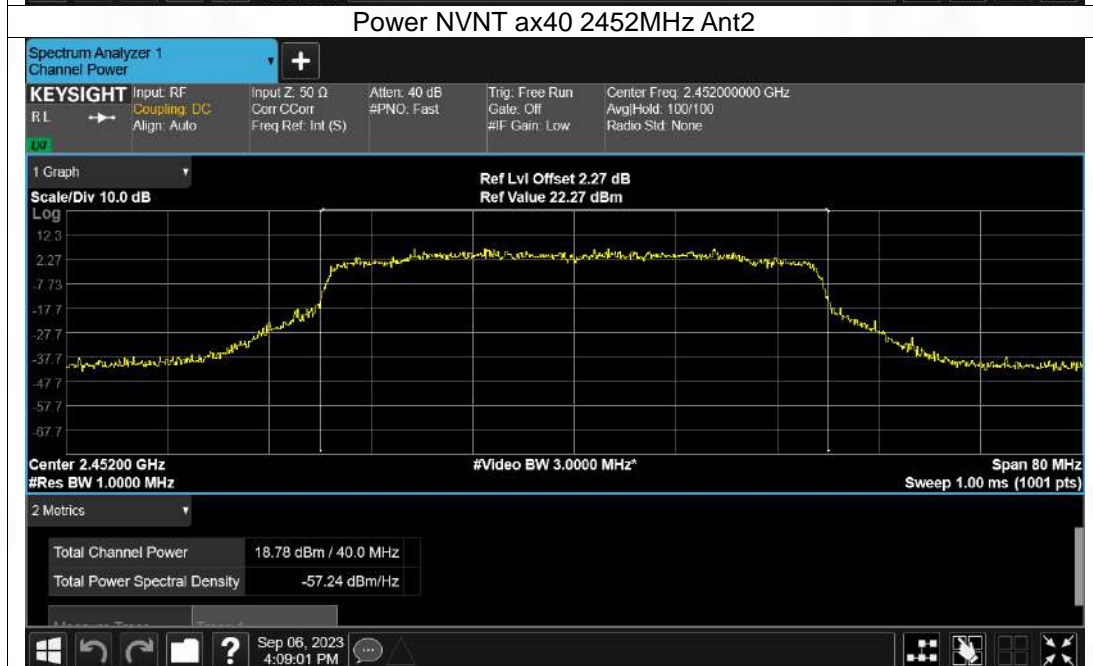 Power NVNT ax40 2452MHz Ant2
Spectrum Analyzer 1
Channel Power
KEYSIGHT
RL
LXI
Input: RF
Coupling: DC
Align: Auto
Input Z: 50 Ω
Corr CCorr
Freq Ref: Int (S)
Atten: 40 dB
#PNO: Fast
Trig: Free Run
Gate: Off
#IF Gain: Low
Center Freq: 2.452000000 GHz
Avg|Hold: 100/100
Radio Std: None
1 Graph
Scale/Div 10.0 dB
Ref Lvl Offset 2.27 dB
Ref Value 22.27 dBm
Log
12.3
2.27
-7.73
-17.7
-27.7
-37.7
-47.7
-57.7
-67.7
Center 2.45200 GHz
#Video BW 3.0000 MHz*
Span 80 MHz
#Res BW 1.0000 MHz
Sweep 1.00 ms (1001 pts)
2 Metrics
Total Channel Power 18.78 dBm / 40.0 MHz
Total Power Spectral Density -57.24 dBm/Hz
?
Sep 06, 2023
4:09:01 PM